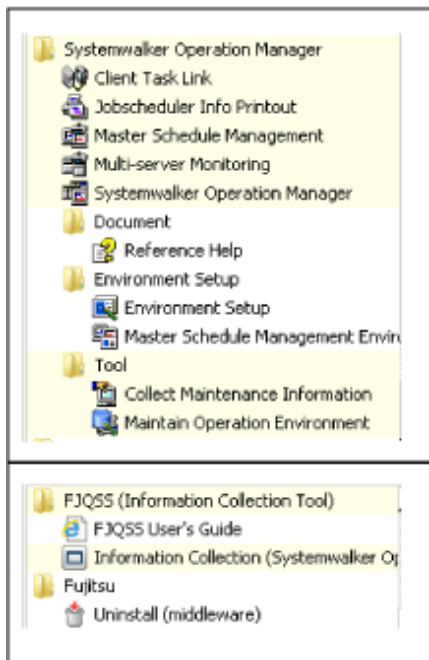 Systemwalker Operation Manager
Client Task Link
Jobscheduler Info Printout
Master Schedule Management
Multi-server Monitoring
Systemwalker Operation Manager
Document
Reference Help
Environment Setup
Environment Setup
Master Schedule Management Enviro
Tool
Collect Maintenance Information
Maintain Operation Environment
FJQSS (Information Collection Tool)
FJQSS User's Guide
Information Collection (Systemwalker Op
Fujitsu
Uninstall (middleware)